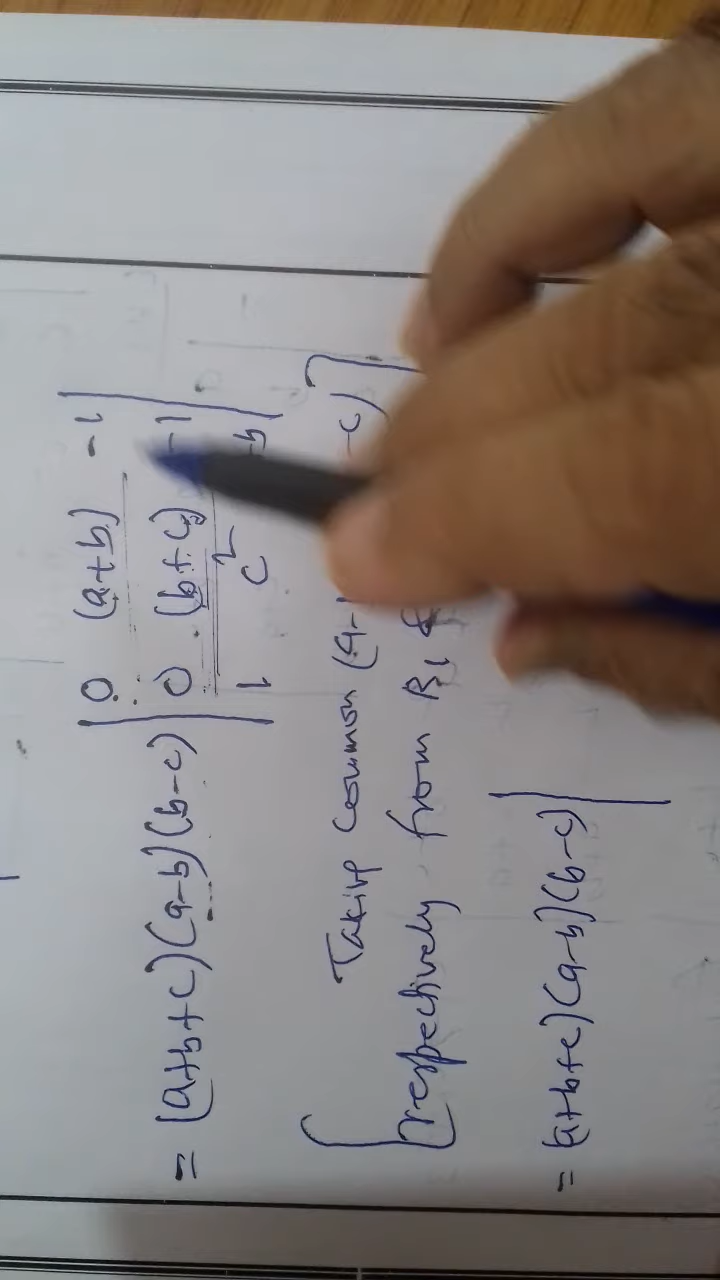 0 (a+b) -1
= (a+b+c)(a-b)(b-c) 0 (b+c) -1
1 c²
Taking common (a-
respectively from R₁ &
= (a+b+c)(a-b)(b-c)